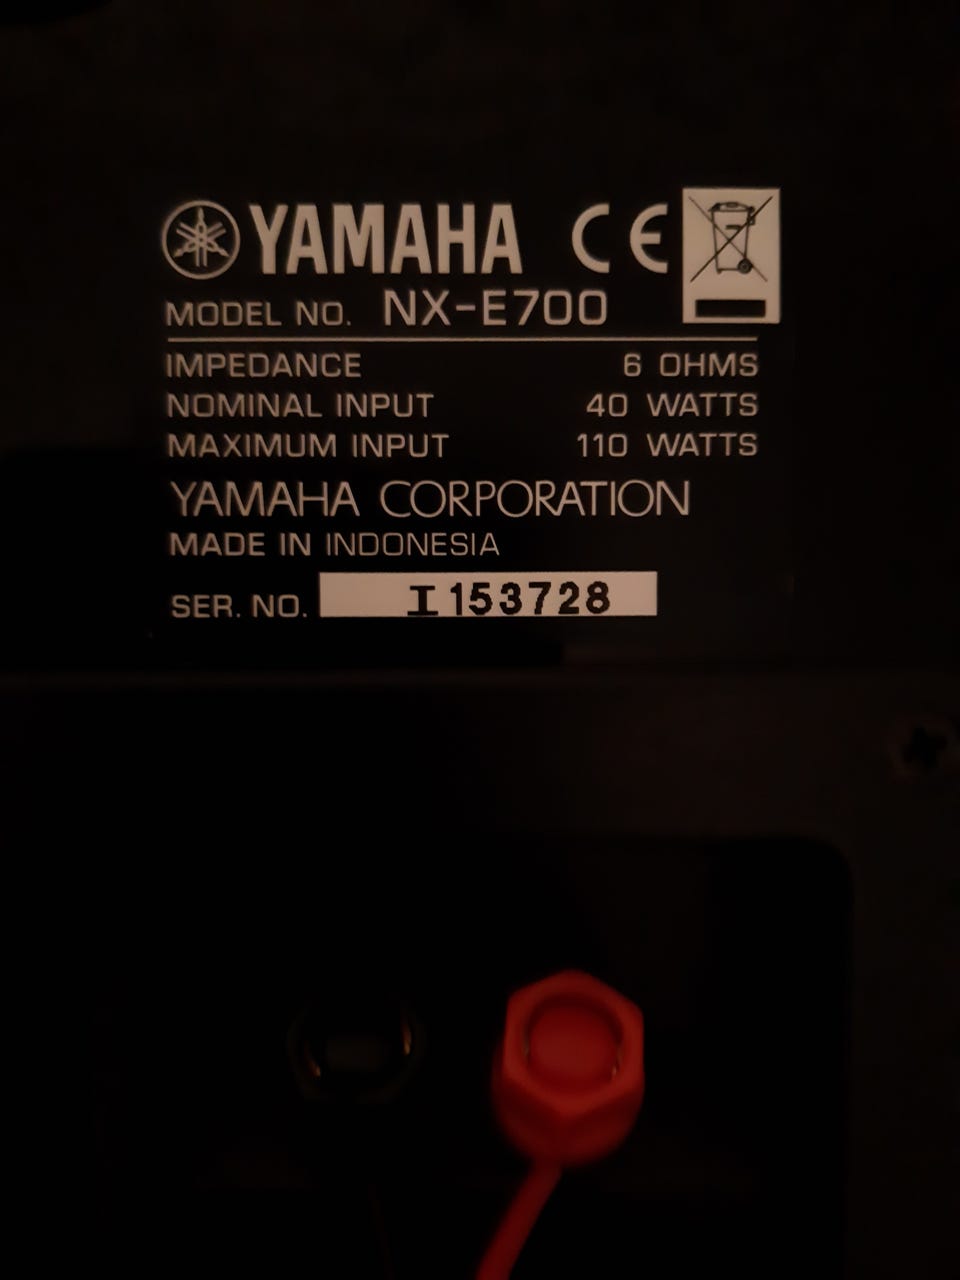 YAMAHA CE
MODEL NO. NX-E700
IMPEDANCE 6 OHMS
NOMINAL INPUT 40 WATTS
MAXIMUM INPUT 110 WATTS
YAMAHA CORPORATION
MADE IN INDONESIA
SER. NO. I153728